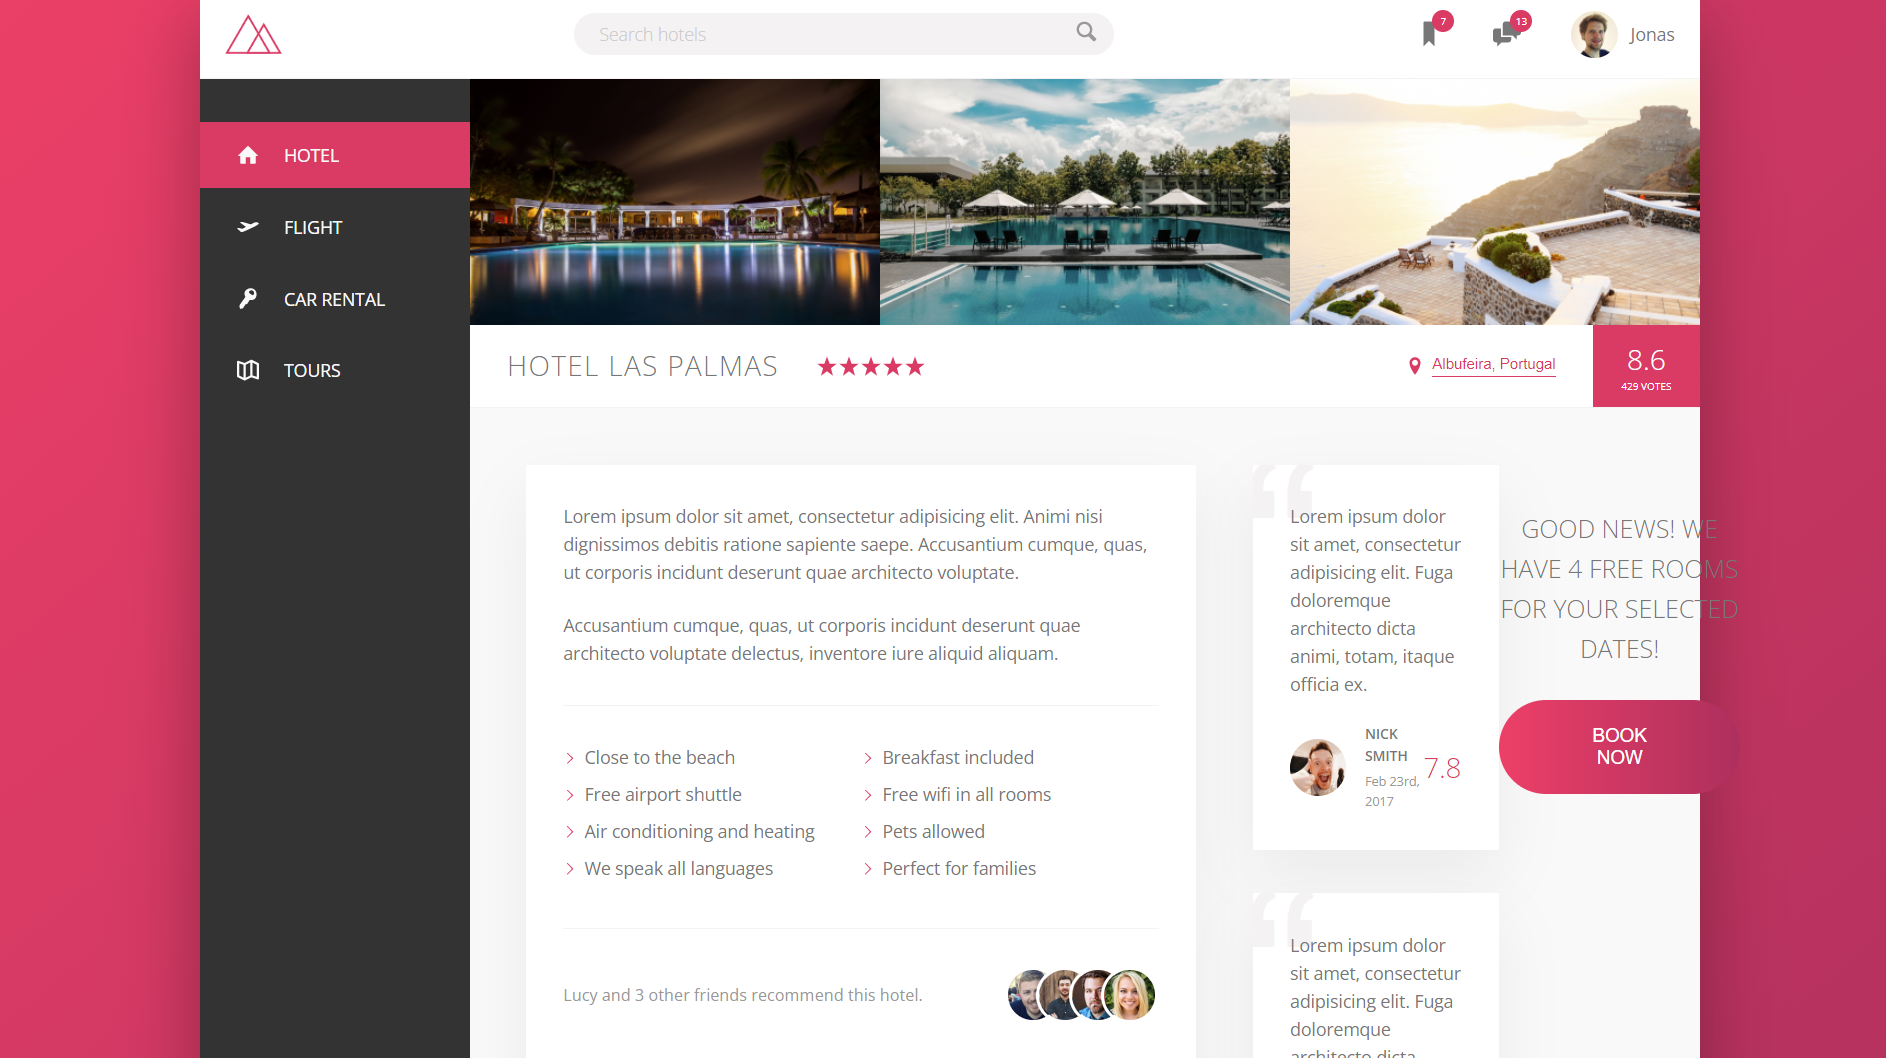 Search hotels
7
13
Jonas
HOTEL
FLIGHT
CAR RENTAL
TOURS
HOTEL LAS PALMAS
Albufeira, Portugal
8.6
429 VOTES
Lorem ipsum dolor sit amet, consectetur adipisicing elit. Animi nisi
dignissimos debitis ratione sapiente saepe. Accusantium cumque, quas,
ut corporis incidunt deserunt quae architecto voluptate.
Accusantium cumque, quas, ut corporis incidunt deserunt quae
architecto voluptate delectus, inventore iure aliquid aliquam.
Close to the beach
Free airport shuttle
Air conditioning and heating
We speak all languages
Breakfast included
Free wifi in all rooms
Pets allowed
Perfect for families
Lucy and 3 other friends recommend this hotel.
“
Lorem ipsum dolor
sit amet, consectetur
adipisicing elit. Fuga
doloremque
architecto dicta
animi, totam, itaque
officia ex.
NICK
SMITH
Feb 23rd,
2017
7.8
“
Lorem ipsum dolor
sit amet, consectetur
adipisicing elit. Fuga
doloremque
architecto dicta
GOOD NEWS! WE
HAVE 4 FREE ROOMS
FOR YOUR SELECTED
DATES!
BOOK
NOW